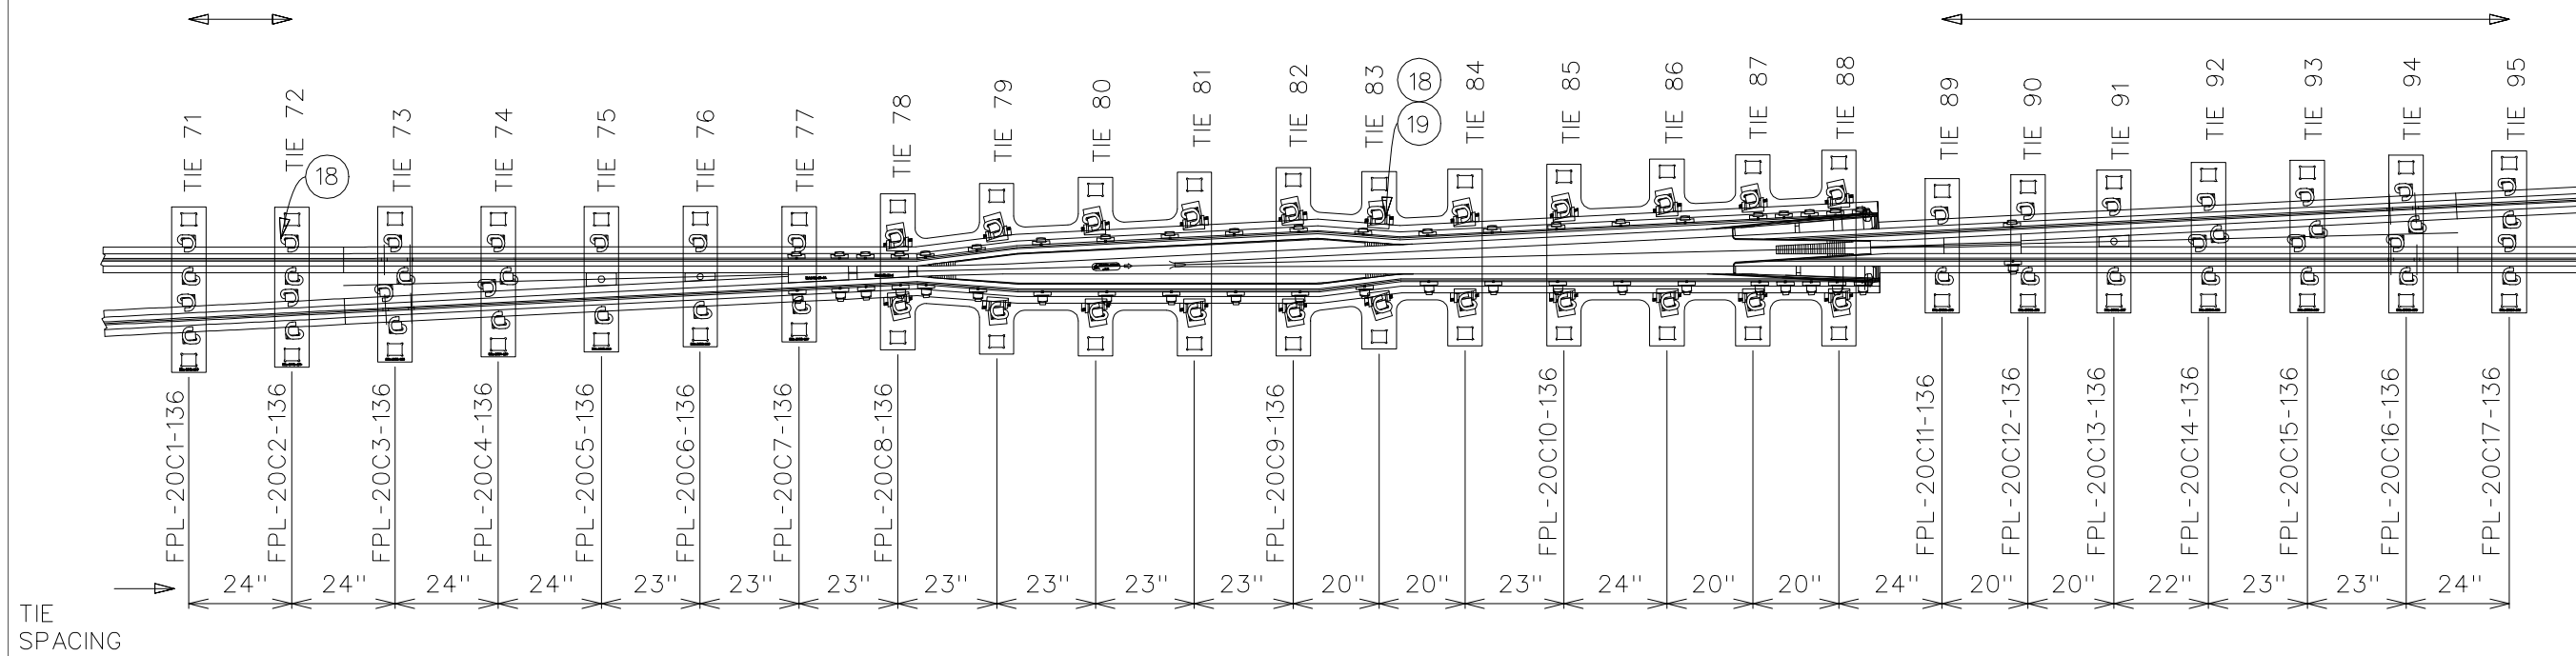 TIE 71
TIE 72
TIE 73
TIE 74
TIE 75
TIE 76
TIE 77
TIE 78
TIE 79
TIE 80
TIE 81
TIE 82
TIE 83
TIE 84
TIE 85
TIE 86
TIE 87
TIE 88
TIE 89
TIE 90
TIE 91
TIE 92
TIE 93
TIE 94
TIE 95
18
18
19
FPL-20C1-136
FPL-20C2-136
FPL-20C3-136
FPL-20C4-136
FPL-20C5-136
FPL-20C6-136
FPL-20C7-136
FPL-20C8-136
FPL-20C9-136
FPL-20C10-136
FPL-20C11-136
FPL-20C12-136
FPL-20C13-136
FPL-20C14-136
FPL-20C15-136
FPL-20C16-136
FPL-20C17-136
24" 24" 24" 24" 23" 23" 23" 23" 23" 23" 23" 20" 20" 23" 24" 20" 20" 24" 20" 20" 22" 23" 23" 24"
TIE
SPACING